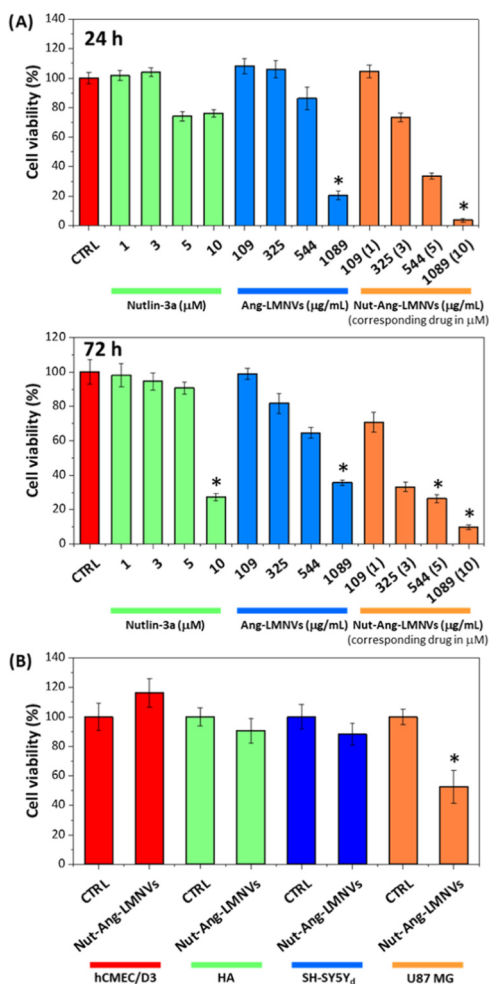 (A)
24 h
Cell viability (%)
140
120
100
80
60
40
20
0
*
*
CTRL
1
3
5
10
109
325
544
1089
109 (1)
325 (3)
544 (5)
1089 (10)
Nutlin-3a (μM)
Ang-LMNVs (μg/mL)
Nut-Ang-LMNVs (μg/mL)
(corresponding drug in μM)
72 h
Cell viability (%)
120
100
80
60
40
20
0
*
*
*
*
CTRL
1
3
5
10
109
325
544
1089
109 (1)
325 (3)
544 (5)
1089 (10)
Nutlin-3a (μM)
Ang-LMNVs (μg/mL)
Nut-Ang-LMNVs (μg/mL)
(corresponding drug in μM)
(B)
Cell viability (%)
140
120
100
80
60
40
20
0
*
CTRL
Nut-Ang-LMNVs
CTRL
Nut-Ang-LMNVs
CTRL
Nut-Ang-LMNVs
CTRL
Nut-Ang-LMNVs
hCMEC/D3
HA
SH-SY5Yd
U87 MG